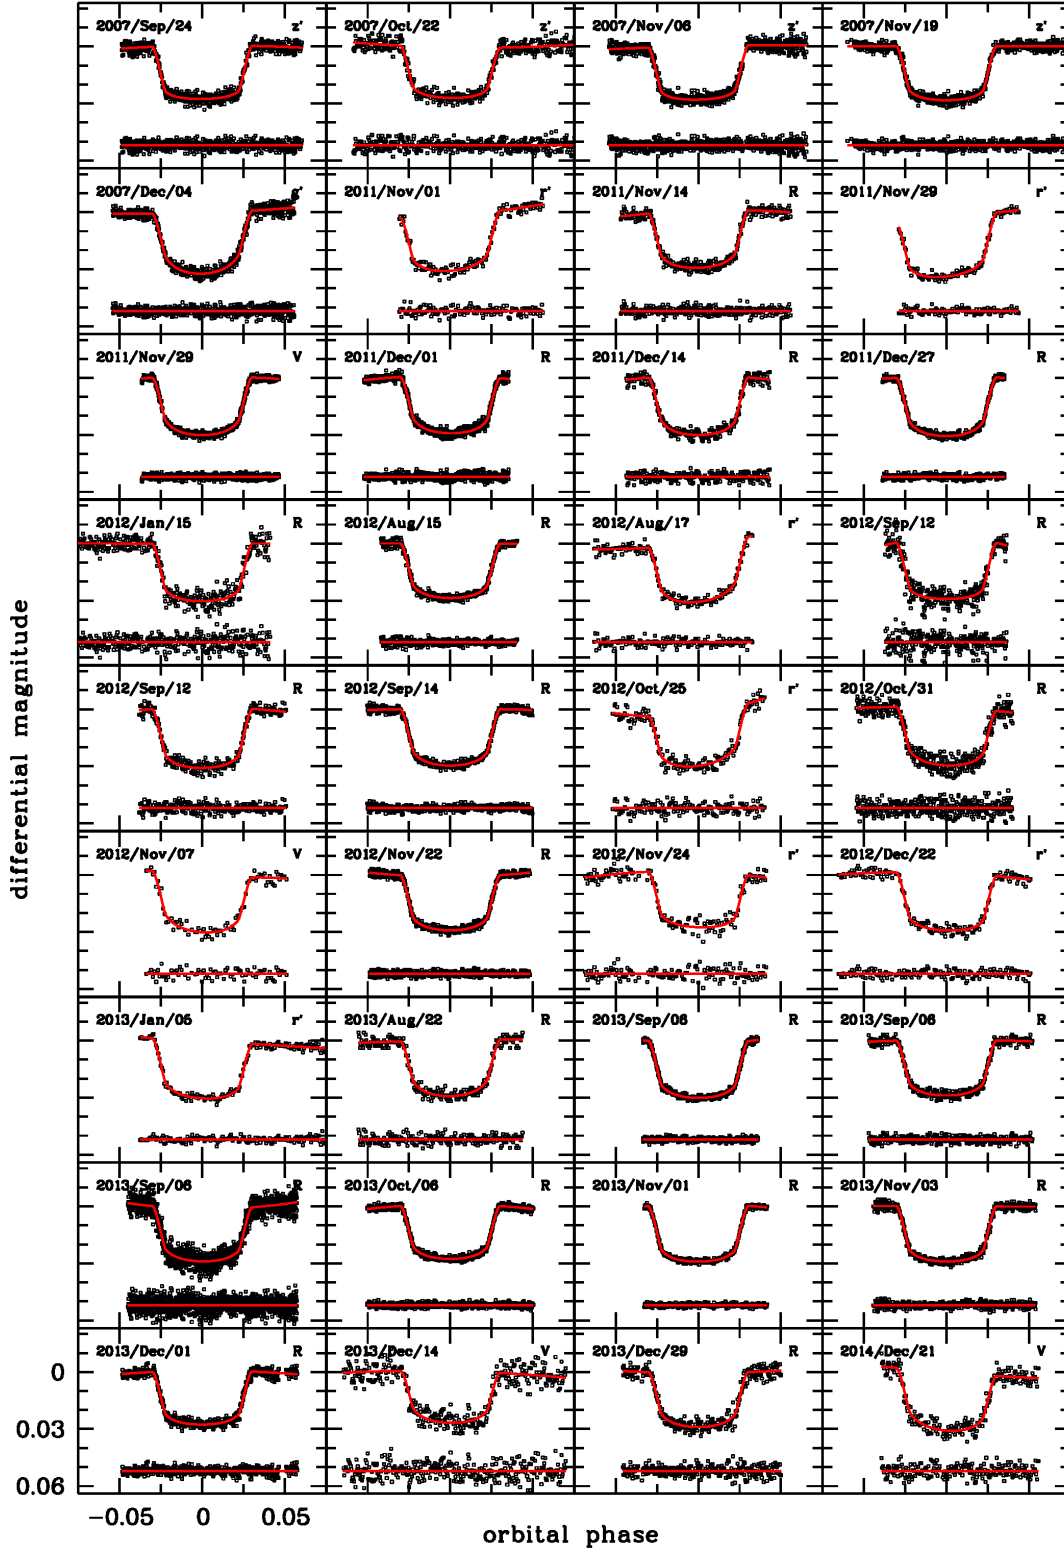 2007/Sep/24 z' 2007/Oct/22 z' 2007/Nov/06 z' 2007/Nov/19 z'
2007/Dec/04 g' 2011/Nov/01 r' 2011/Nov/14 R 2011/Nov/29 r'
2011/Nov/29 V 2011/Dec/01 R 2011/Dec/14 R 2011/Dec/27 R
2012/Jan/15 R 2012/Aug/15 R 2012/Aug/17 r' 2012/Sep/12 R
2012/Sep/12 R 2012/Sep/14 R 2012/Oct/25 r' 2012/Oct/31 R
2012/Nov/07 V 2012/Nov/22 R 2012/Nov/24 r' 2012/Dec/22 r'
2013/Jan/05 r' 2013/Aug/22 R 2013/Sep/06 R 2013/Sep/06 R
2013/Sep/06 R 2013/Oct/06 R 2013/Nov/01 R 2013/Nov/03 R
2013/Dec/01 R 2013/Dec/14 V 2013/Dec/29 R 2014/Dec/21 V
differential magnitude
0
0.03
0.06
−0.05 0 0.05
orbital phase